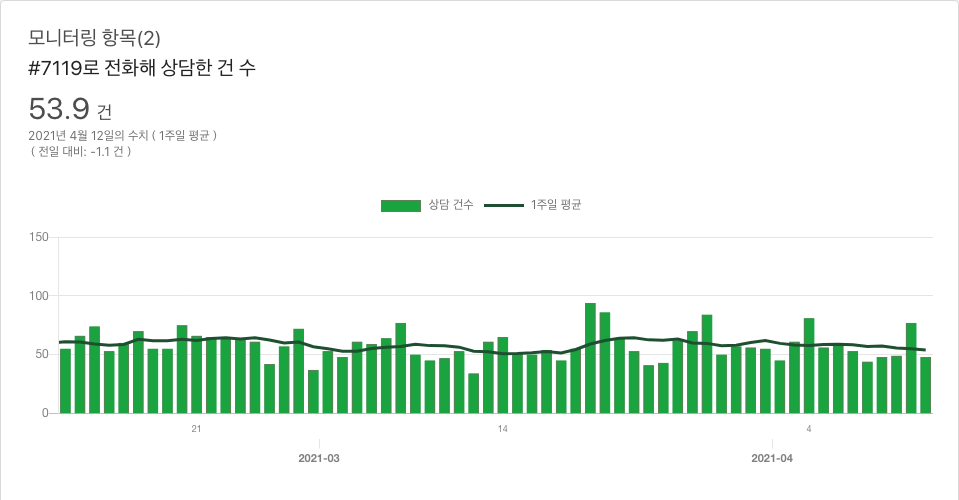 모니터링 항목(2)
#7119로 전화해 상담한 건 수
53.9 건
2021년 4월 12일의 수치 ( 1주일 평균 )
( 전일 대비: -1.1 건 )
상담 건수 1주일 평균
150
100
50
0
21 14 4
2021-03 2021-04